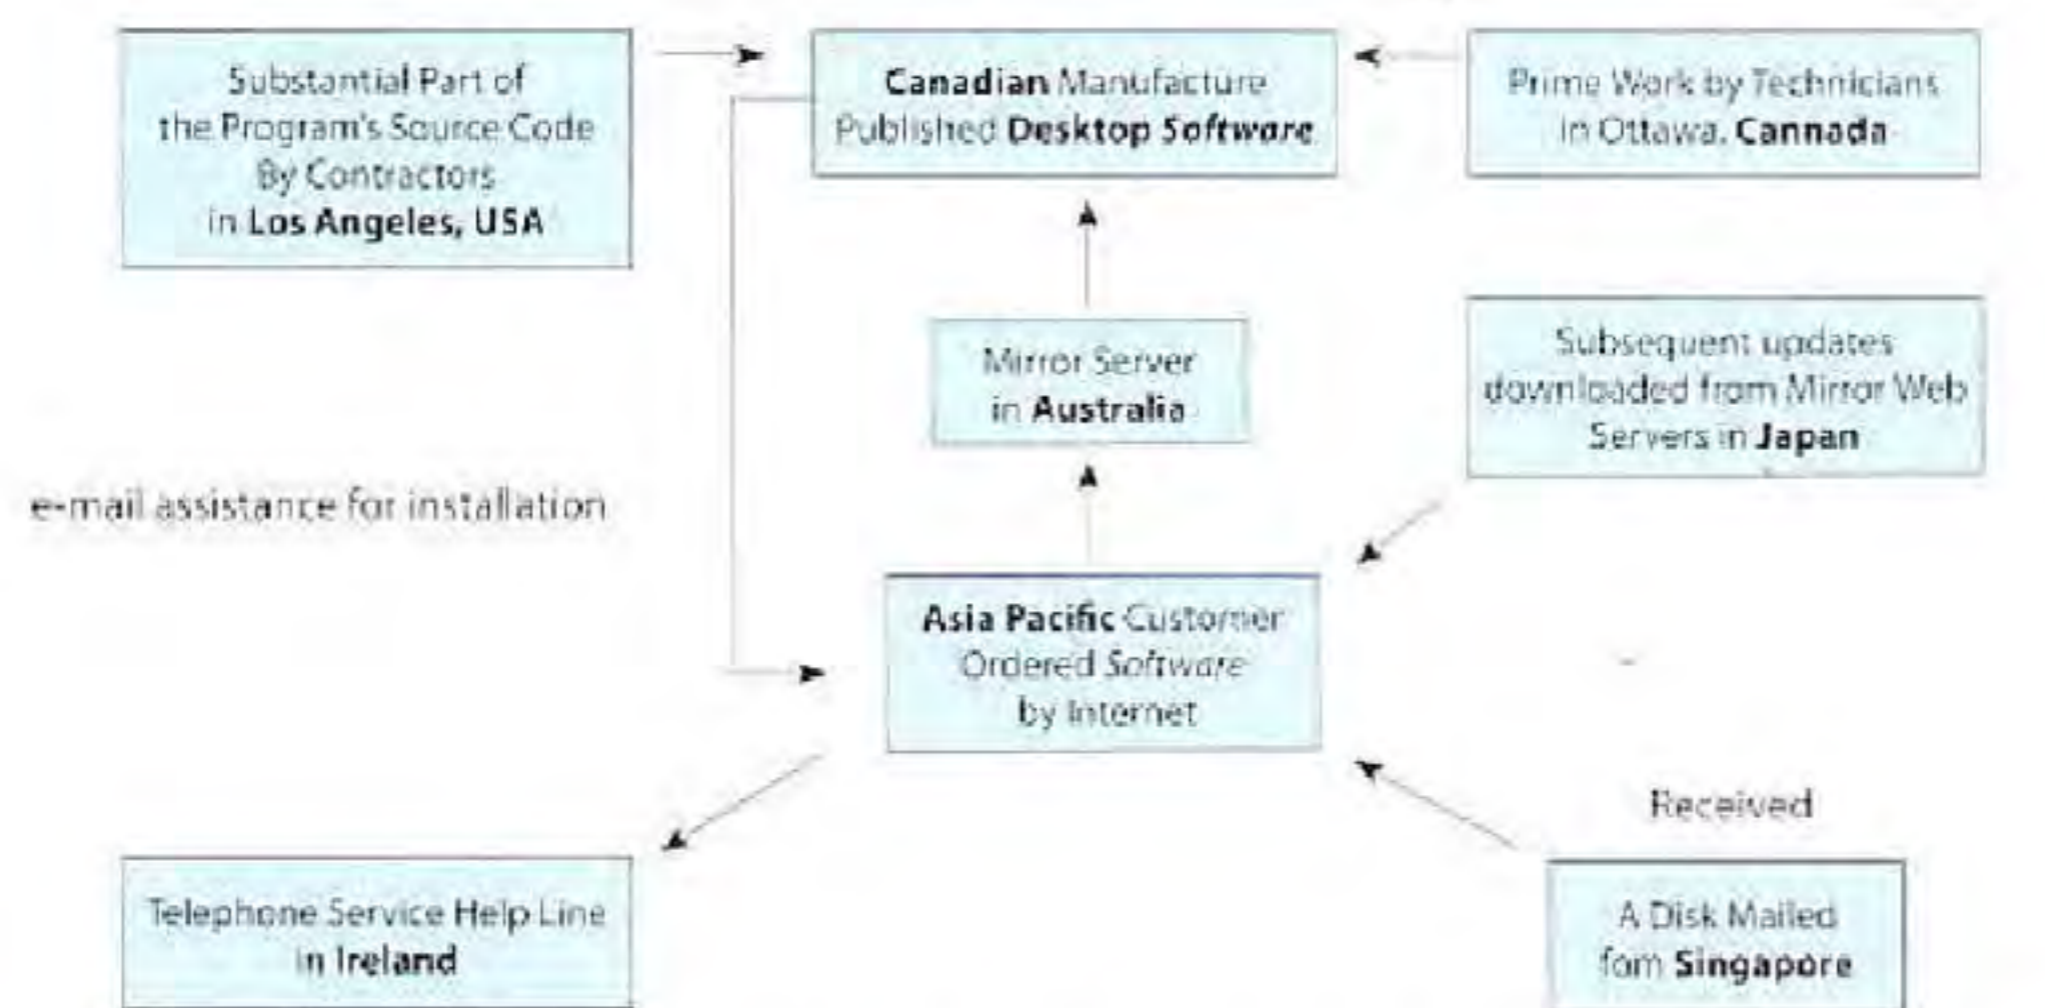 Substantial Part of
the Program's Source Code
By Contractors
in Los Angeles, USA
Canadian Manufacture
Published Desktop Software
Prime Work by Technicians
in Ottawa, Cannada
Mirror Server
in Australia
Subsequent updates
downloaded from Mirror Web
Servers in Japan
e-mail assistance for installation
Asia Pacific Customer
Ordered Software
by Internet
Received
Telephone Service Help Line
in Ireland
A Disk Mailed
fom Singapore